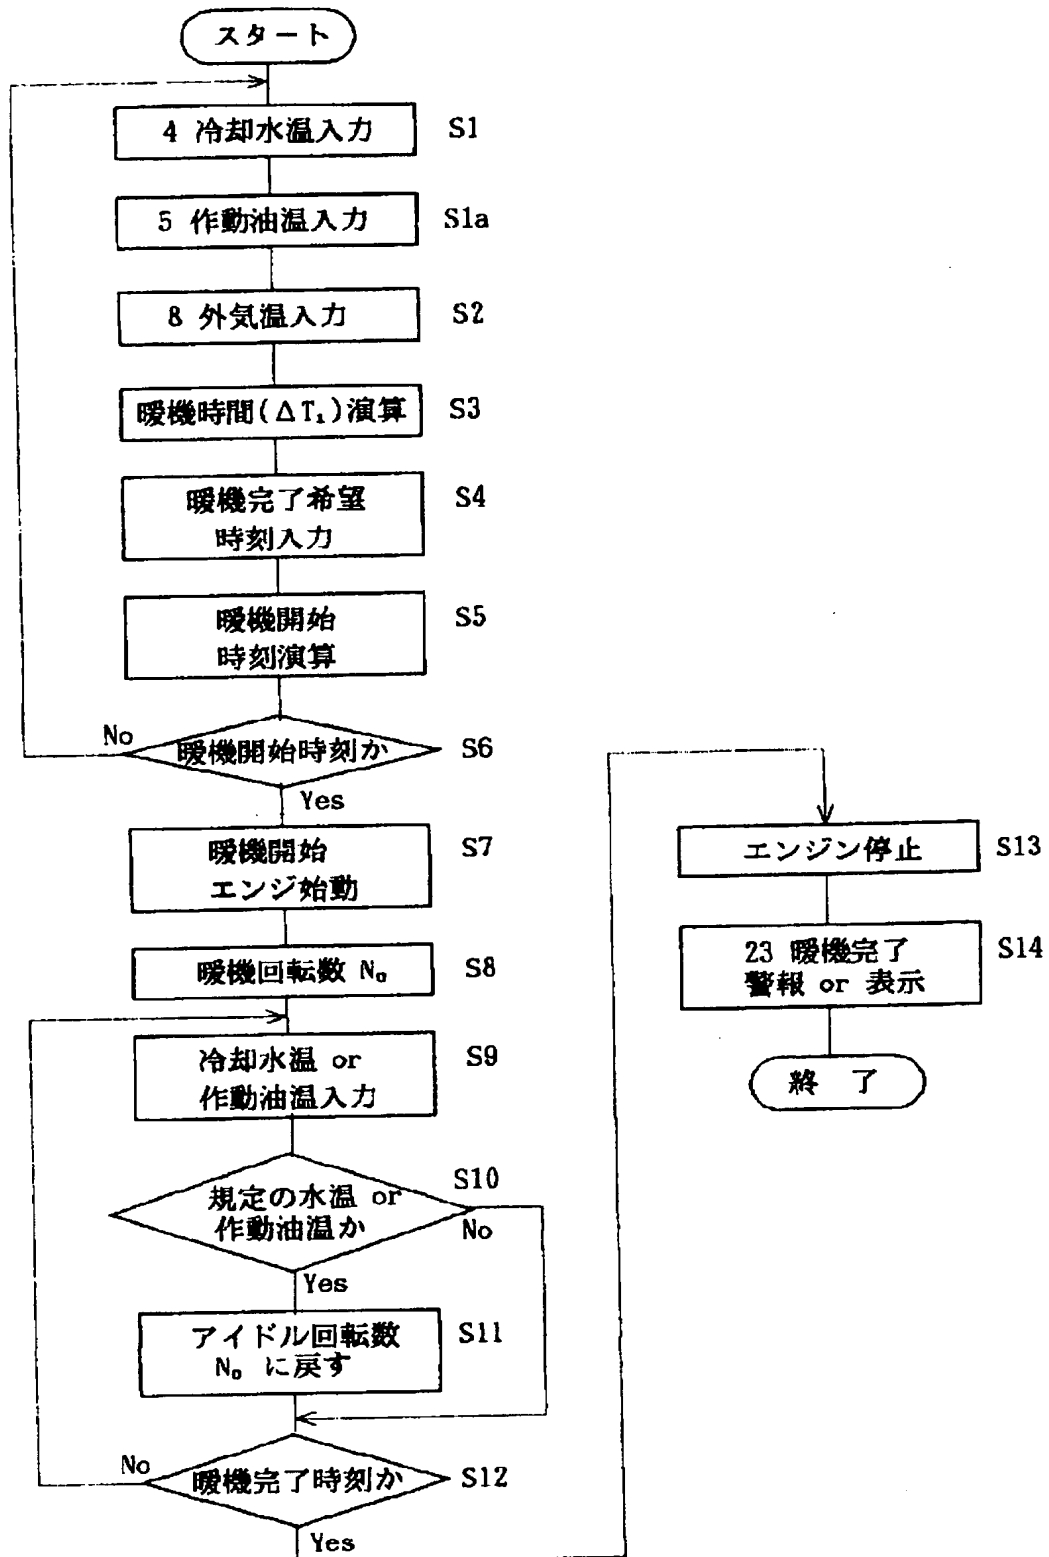 スタート
4 冷却水温入力 S1
5 作動油温入力 S1a
8 外気温入力 S2
暖機時間(ΔT₁)演算 S3
暖機完了希望 S4
時刻入力
暖機開始 S5
時刻演算
No
暖機開始時刻か S6
Yes
暖機開始 S7
エンジ始動
暖機回転数 N₀ S8
冷却水温 or S9
作動油温入力
規定の水温 or S10
作動油温か
No
Yes
アイドル回転数 S11
N₀ に戻す
No
暖機完了時刻か S12
Yes
エンジン停止 S13
23 暖機完了 S14
警報 or 表示
終 了